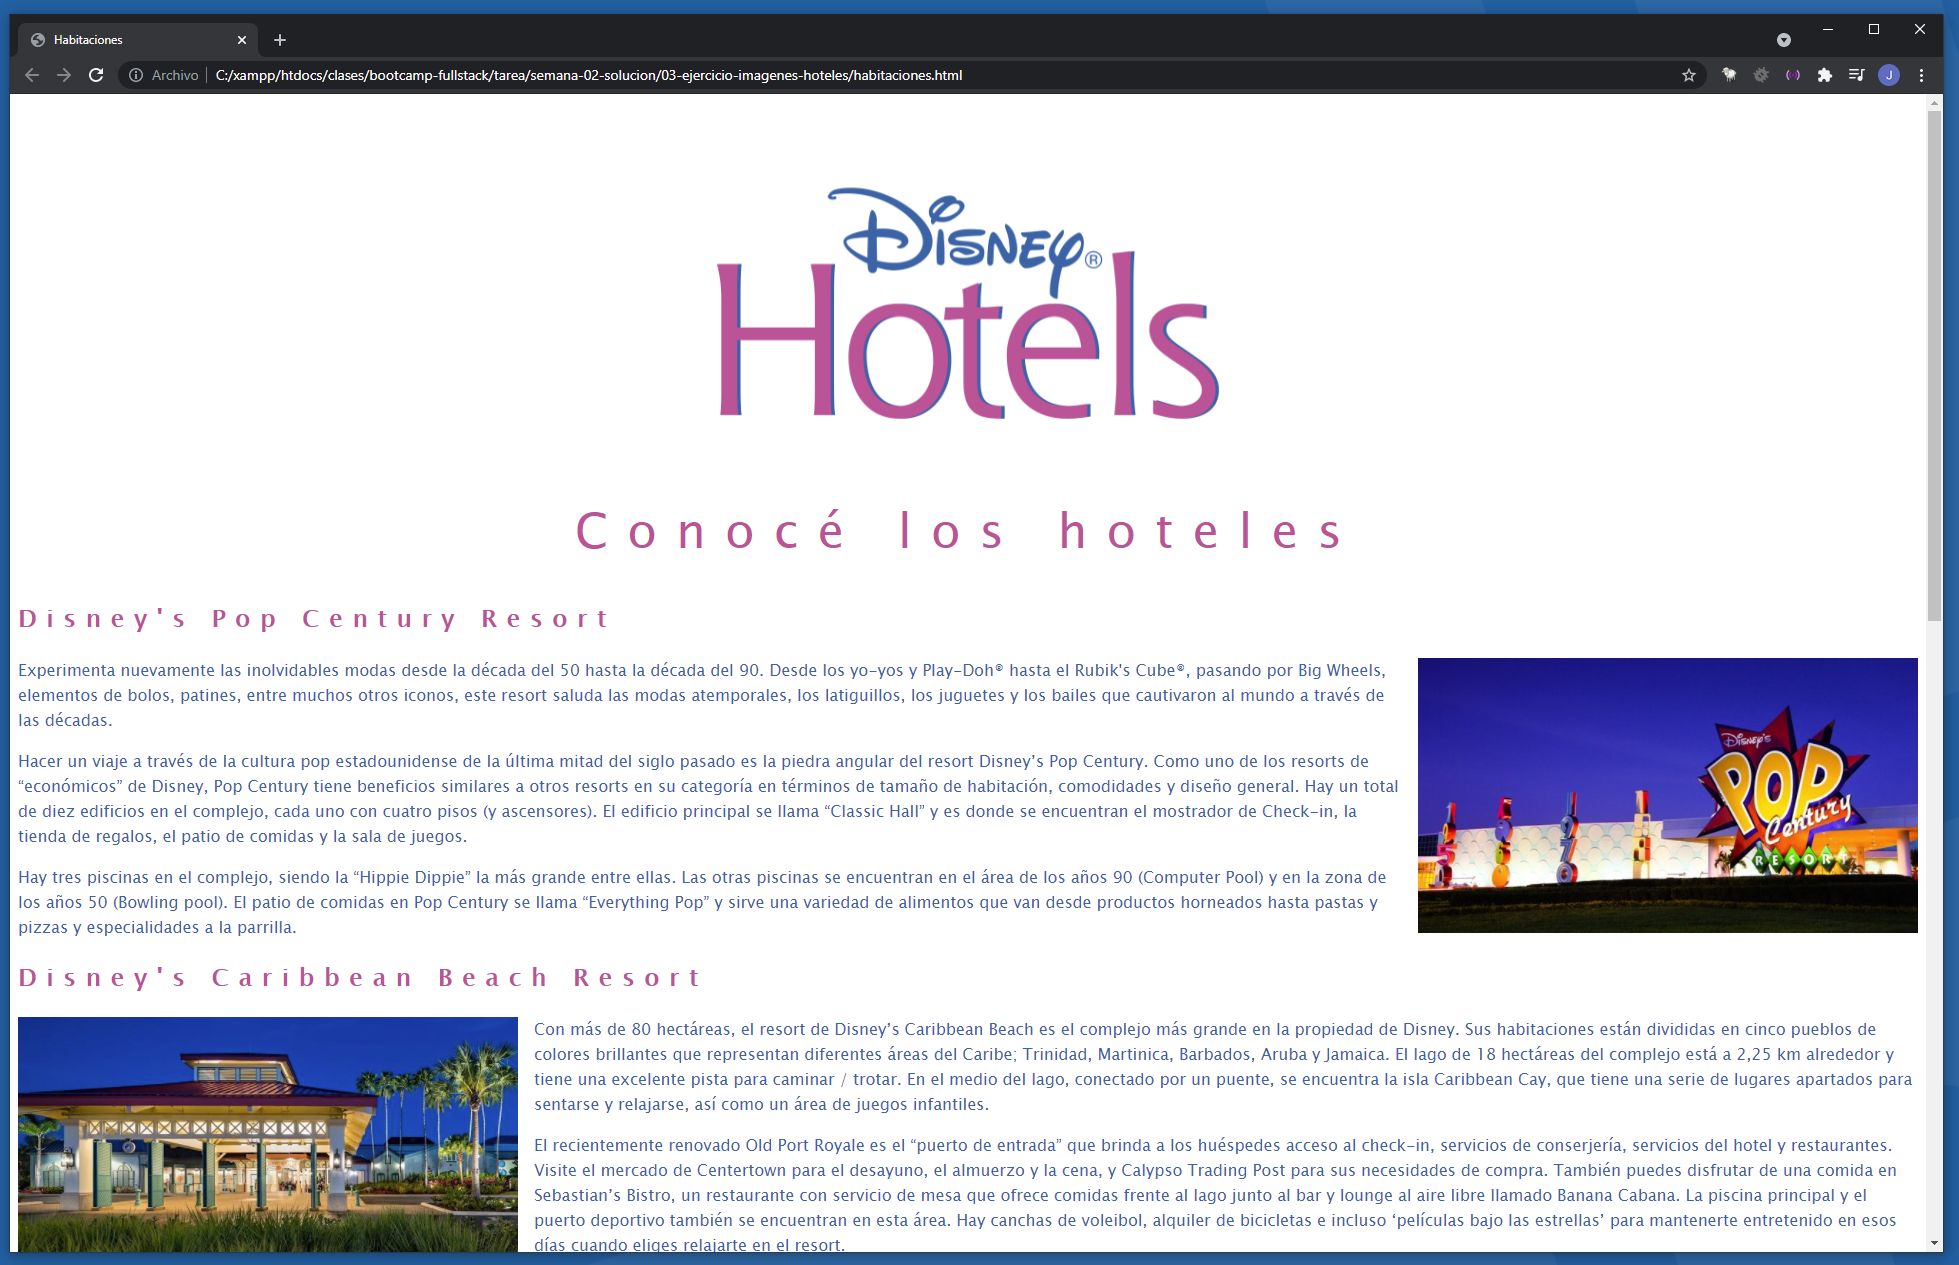 Habitaciones
Archivo C:/xampp/htdocs/clases/bootcamp-fullstack/tarea/semana-02-solucion/03-ejercicio-imagenes-hoteles/habitaciones.html
J
Disney®
Hotels
Conocé los hoteles
Disney's Pop Century Resort
Experimenta nuevamente las inolvidables modas desde la década del 50 hasta la década del 90. Desde los yo-yos y Play-Doh® hasta el Rubik's Cube®, pasando por Big Wheels,
elementos de bolos, patines, entre muchos otros iconos, este resort saluda las modas atemporales, los latiguillos, los juguetes y los bailes que cautivaron al mundo a través de
las décadas.
Hacer un viaje a través de la cultura pop estadounidense de la última mitad del siglo pasado es la piedra angular del resort Disney’s Pop Century. Como uno de los resorts de
“económicos” de Disney, Pop Century tiene beneficios similares a otros resorts en su categoría en términos de tamaño de habitación, comodidades y diseño general. Hay un total
de diez edificios en el complejo, cada uno con cuatro pisos (y ascensores). El edificio principal se llama “Classic Hall” y es donde se encuentran el mostrador de Check-in, la
tienda de regalos, el patio de comidas y la sala de juegos.
Hay tres piscinas en el complejo, siendo la “Hippie Dippie” la más grande entre ellas. Las otras piscinas se encuentran en el área de los años 90 (Computer Pool) y en la zona de
los años 50 (Bowling pool). El patio de comidas en Pop Century se llama “Everything Pop” y sirve una variedad de alimentos que van desde productos horneados hasta pastas y
pizzas y especialidades a la parrilla.
Disney's
POP
Century
RESORT
Disney's Caribbean Beach Resort
Con más de 80 hectáreas, el resort de Disney’s Caribbean Beach es el complejo más grande en la propiedad de Disney. Sus habitaciones están divididas en cinco pueblos de
colores brillantes que representan diferentes áreas del Caribe; Trinidad, Martinica, Barbados, Aruba y Jamaica. El lago de 18 hectáreas del complejo está a 2,25 km alrededor y
tiene una excelente pista para caminar / trotar. En el medio del lago, conectado por un puente, se encuentra la isla Caribbean Cay, que tiene una serie de lugares apartados para
sentarse y relajarse, así como un área de juegos infantiles.
El recientemente renovado Old Port Royale es el “puerto de entrada” que brinda a los huéspedes acceso al check-in, servicios de conserjería, servicios del hotel y restaurantes.
Visite el mercado de Centertown para el desayuno, el almuerzo y la cena, y Calypso Trading Post para sus necesidades de compra. También puedes disfrutar de una comida en
Sebastian’s Bistro, un restaurante con servicio de mesa que ofrece comidas frente al lago junto al bar y lounge al aire libre llamado Banana Cabana. La piscina principal y el
puerto deportivo también se encuentran en esta área. Hay canchas de voleibol, alquiler de bicicletas e incluso ‘películas bajo las estrellas’ para mantenerte entretenido en esos
días cuando eliges relajarte en el resort.